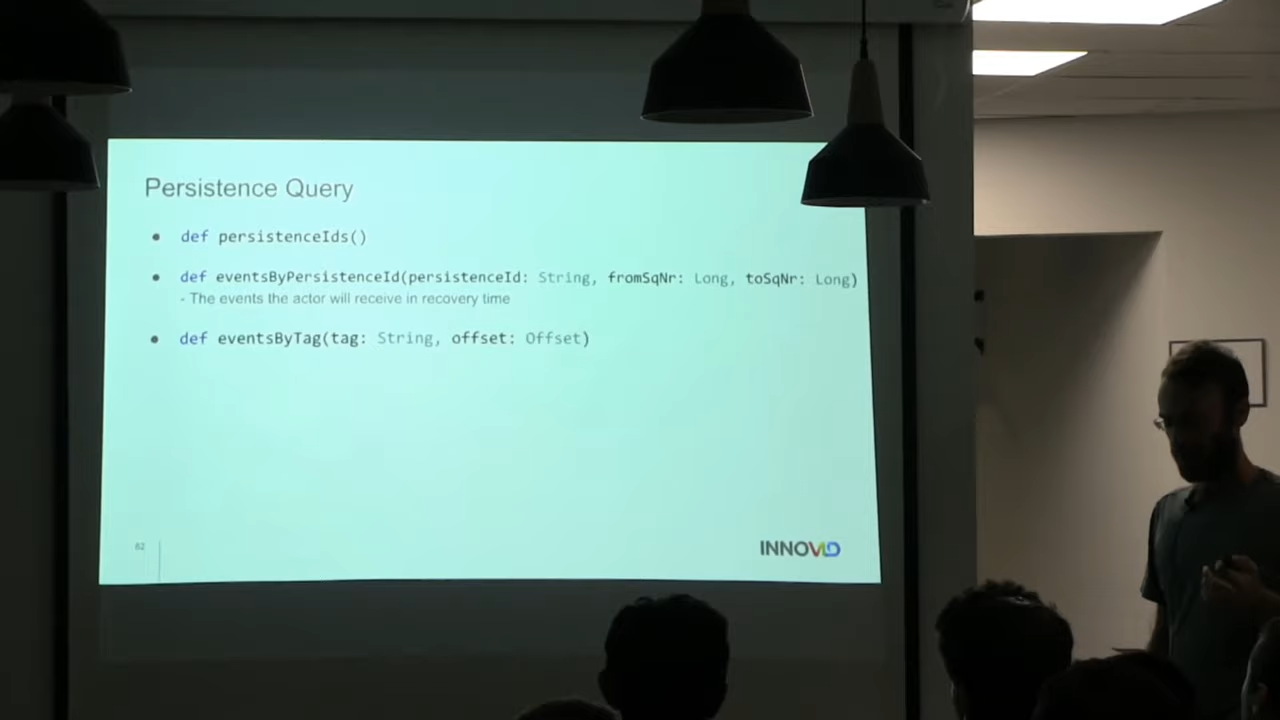 Persistence Query
• def persistenceIds()
• def eventsByPersistenceId(persistenceId: String, fromSqNr: Long, toSqNr: Long)
- The events the actor will receive in recovery time
• def eventsByTag(tag: String, offset: Offset)
62
INNOVID